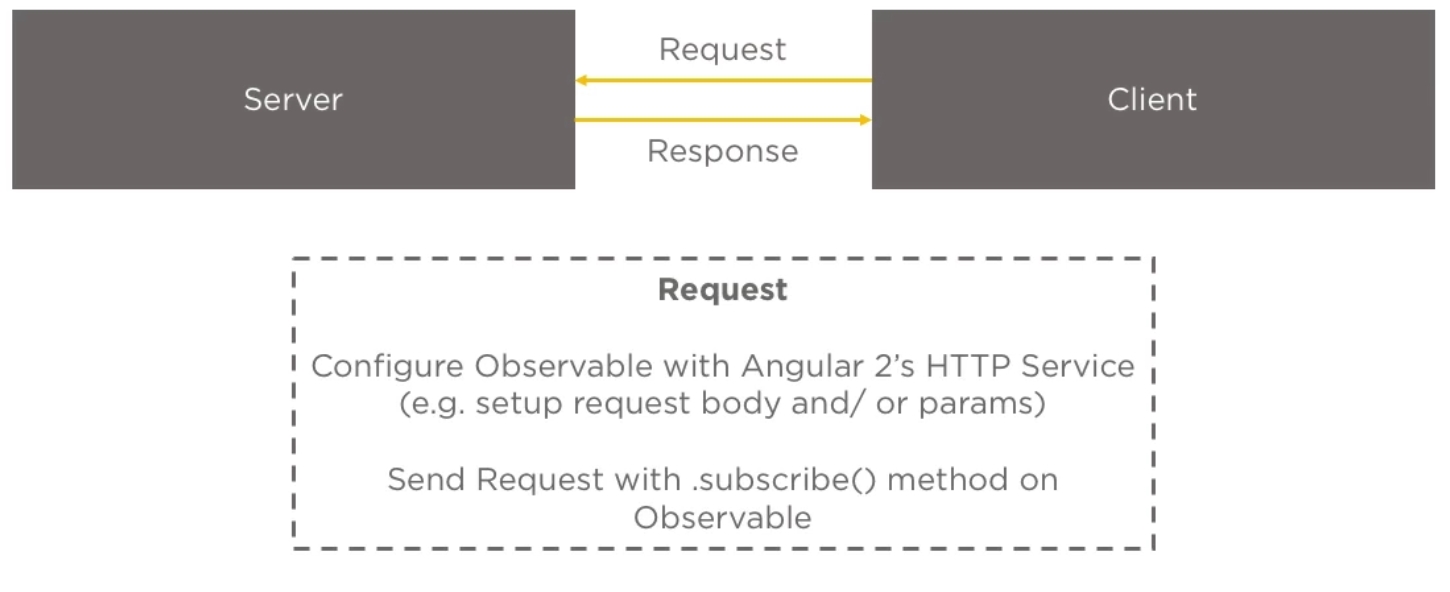 Server
Request
Response
Client
Request
Configure Observable with Angular 2's HTTP Service
(e.g. setup request body and/ or params)
Send Request with .subscribe() method on
Observable